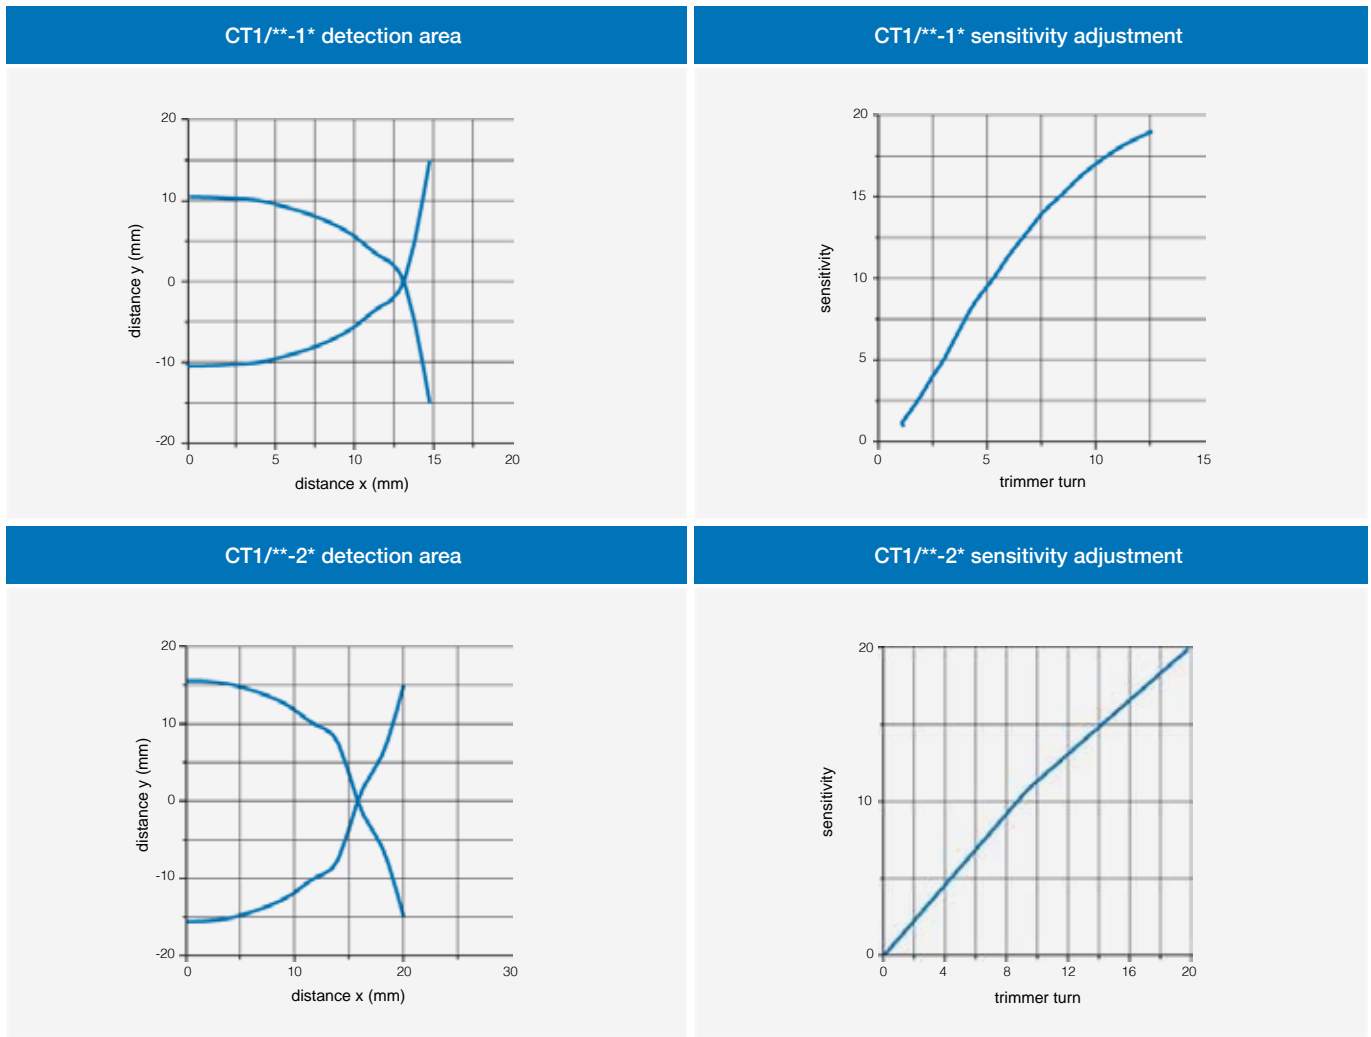 CT1/**-1* detection area
20
10
0
-10
-20
0 5 10 15 20
distance y (mm)
distance x (mm)
CT1/**-1* sensitivity adjustment
20
15
10
5
0
0 5 10 15
sensitivity
trimmer turn
CT1/**-2* detection area
20
10
0
-10
-20
0 10 20 30
distance y (mm)
distance x (mm)
CT1/**-2* sensitivity adjustment
20
10
0
0 4 8 12 16 20
sensitivity
trimmer turn